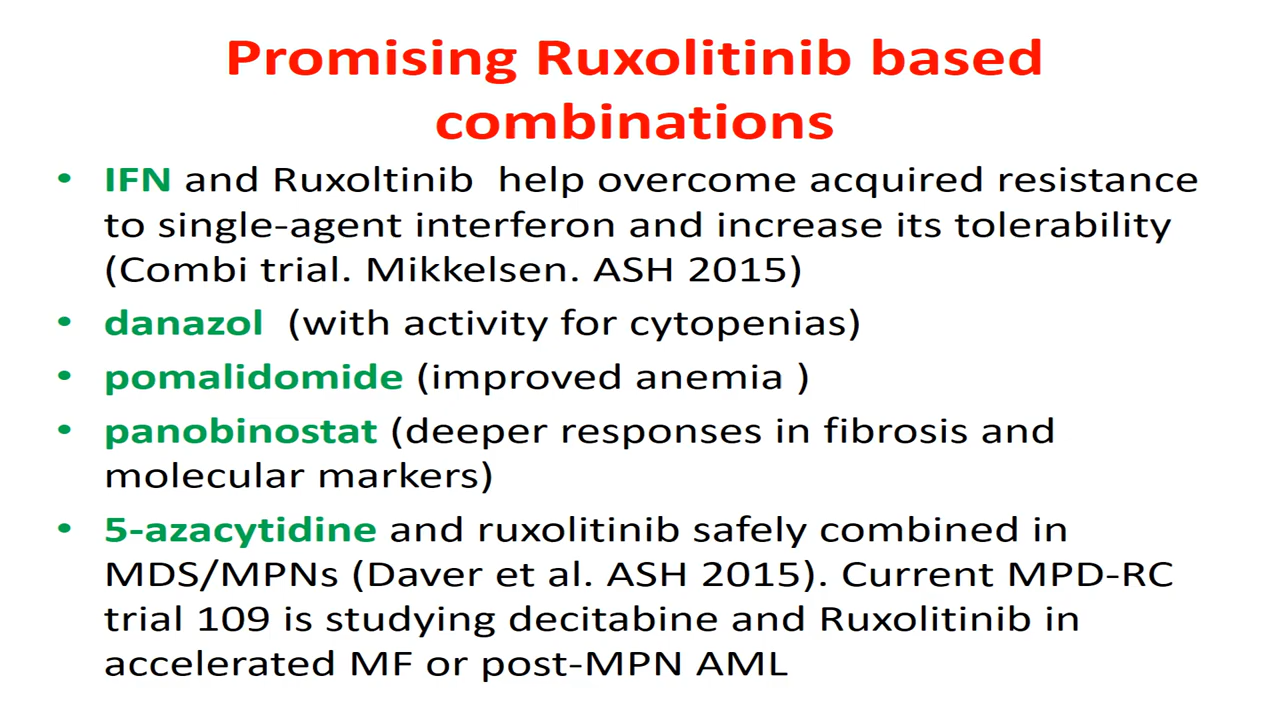 Promising Ruxolitinib based
combinations
• IFN and Ruxoltinib  help overcome acquired resistance
to single-agent interferon and increase its tolerability
(Combi trial. Mikkelsen. ASH 2015)
• danazol  (with activity for cytopenias)
• pomalidomide (improved anemia )
• panobinostat (deeper responses in fibrosis and
molecular markers)
• 5-azacytidine and ruxolitinib safely combined in
MDS/MPNs (Daver et al. ASH 2015). Current MPD-RC
trial 109 is studying decitabine and Ruxolitinib in
accelerated MF or post-MPN AML